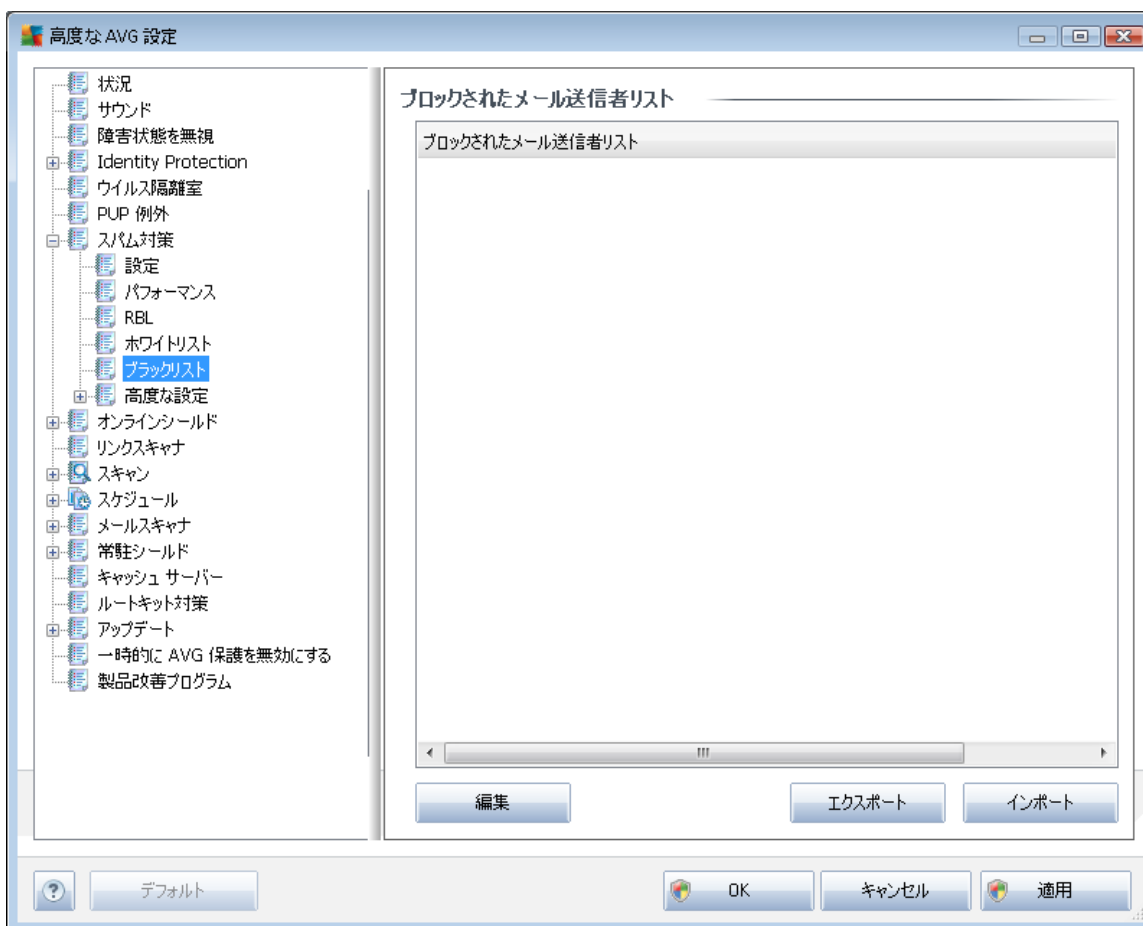 高度な AVG 設定
状況
サウンド
障害状態を無視
Identity Protection
ウイルス隔離室
PUP 例外
スパム対策
設定
パフォーマンス
RBL
ホワイトリスト
ブラックリスト
高度な設定
オンラインシールド
リンクスキャナ
スキャン
スケジュール
メールスキャナ
常駐シールド
キャッシュ サーバー
ルートキット対策
アップデート
一時的に AVG 保護を無効にする
製品改善プログラム
ブロックされたメール送信者リスト
ブロックされたメール送信者リスト
編集
エクスポート
インポート
?
デフォルト
OK
キャンセル
適用